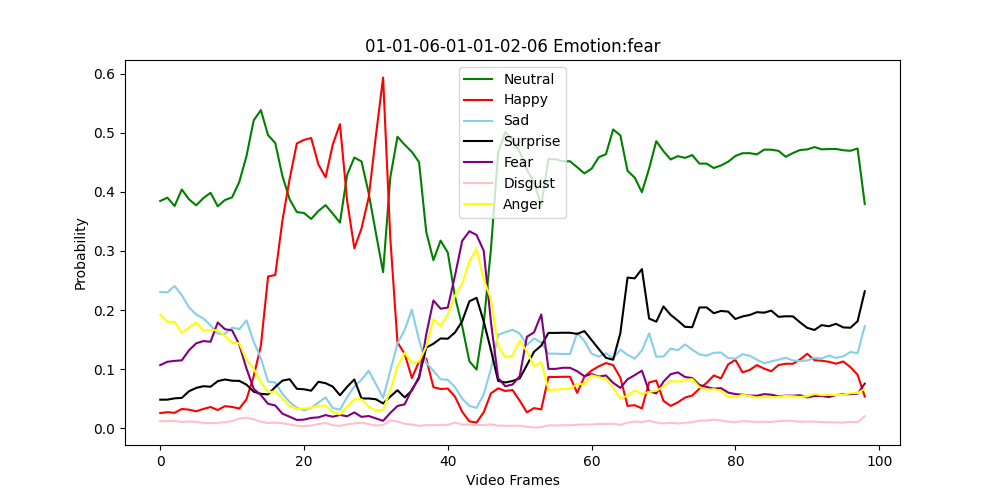 01-01-06-01-01-02-06 Emotion:fear
Probability
0.6
0.5
0.4
0.3
0.2
0.1
0.0
Neutral
Happy
Sad
Surprise
Fear
Disgust
Anger
0 20 40 60 80 100
Video Frames